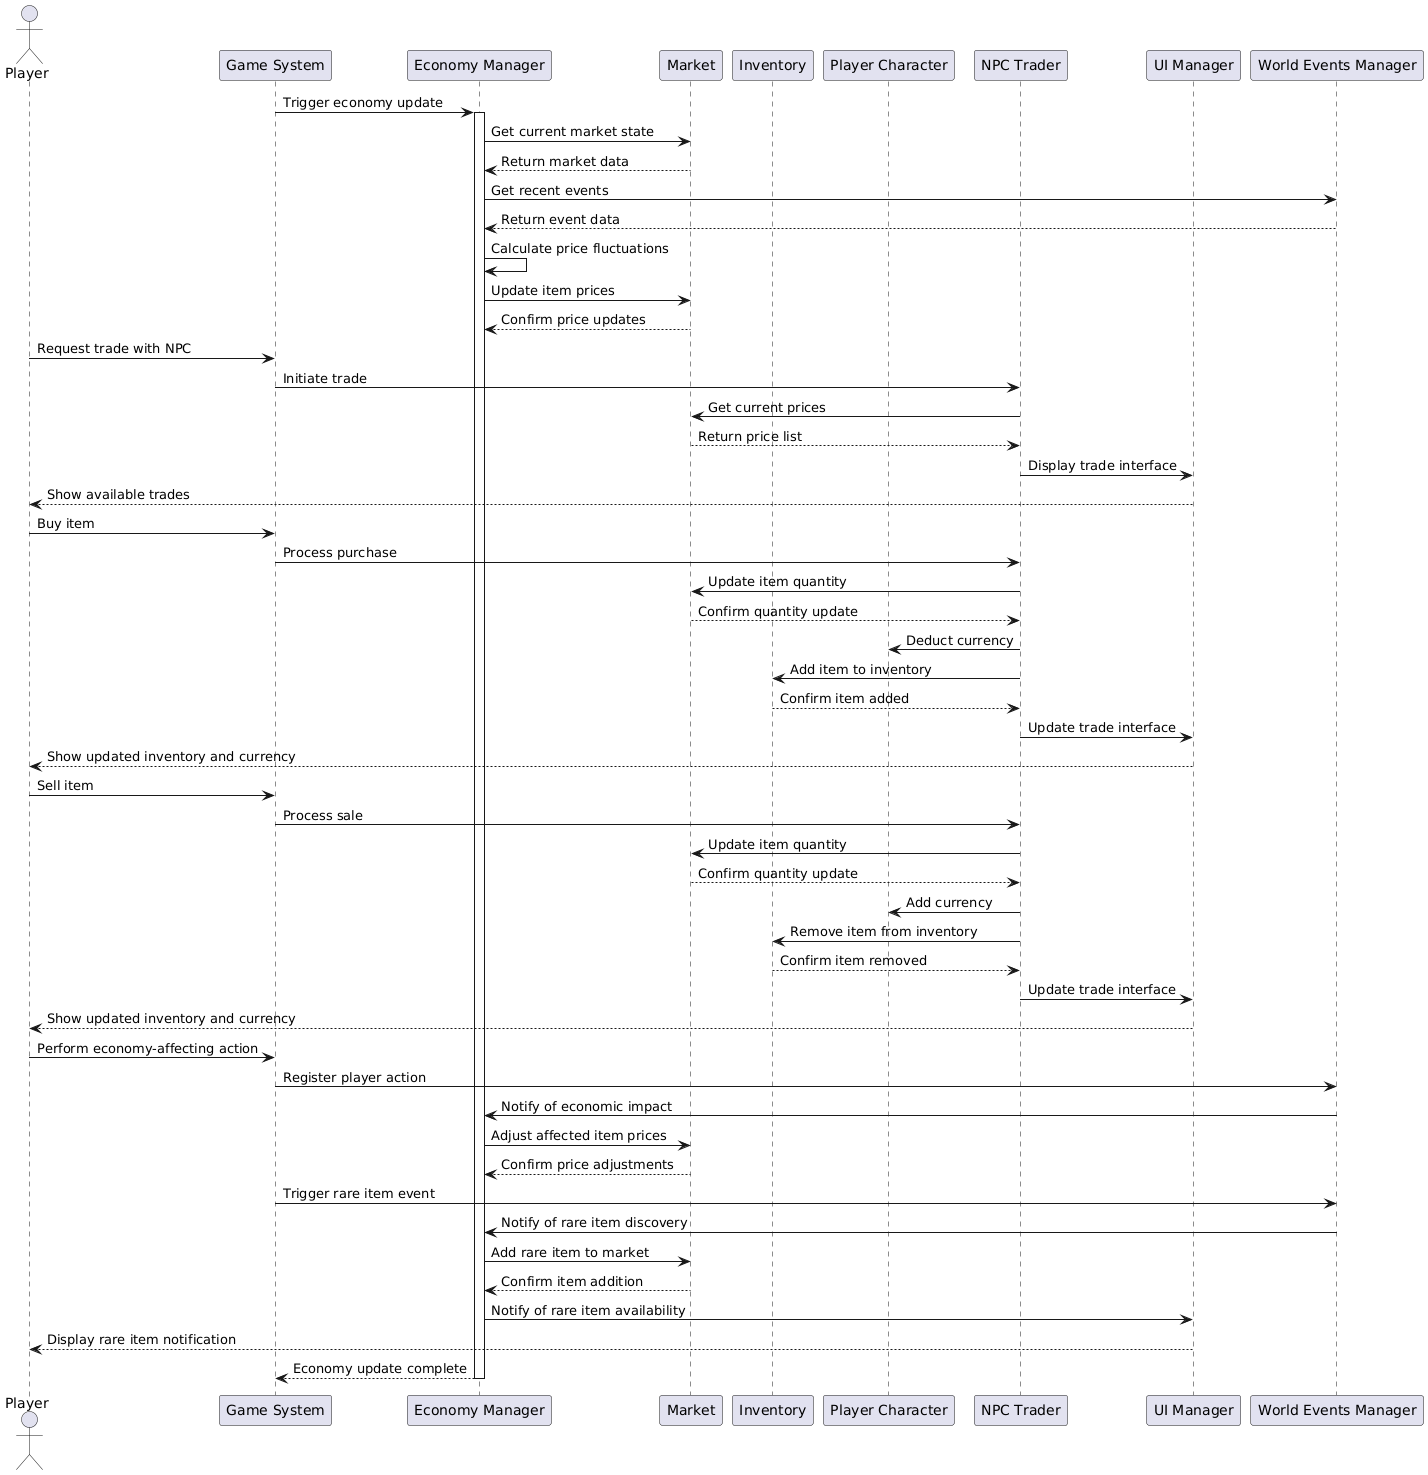 Player
Game System
Economy Manager
Market
Inventory
Player Character
NPC Trader
UI Manager
World Events Manager
Trigger economy update
Get current market state
Return market data
Get recent events
Return event data
Calculate price fluctuations
Update item prices
Confirm price updates
Request trade with NPC
Initiate trade
Get current prices
Return price list
Display trade interface
Show available trades
Buy item
Process purchase
Update item quantity
Confirm quantity update
Deduct currency
Add item to inventory
Confirm item added
Update trade interface
Show updated inventory and currency
Sell item
Process sale
Update item quantity
Confirm quantity update
Add currency
Remove item from inventory
Confirm item removed
Update trade interface
Show updated inventory and currency
Perform economy-affecting action
Register player action
Notify of economic impact
Adjust affected item prices
Confirm price adjustments
Trigger rare item event
Notify of rare item discovery
Add rare item to market
Confirm item addition
Notify of rare item availability
Display rare item notification
Economy update complete
Player
Game System
Economy Manager
Market
Inventory
Player Character
NPC Trader
UI Manager
World Events Manager